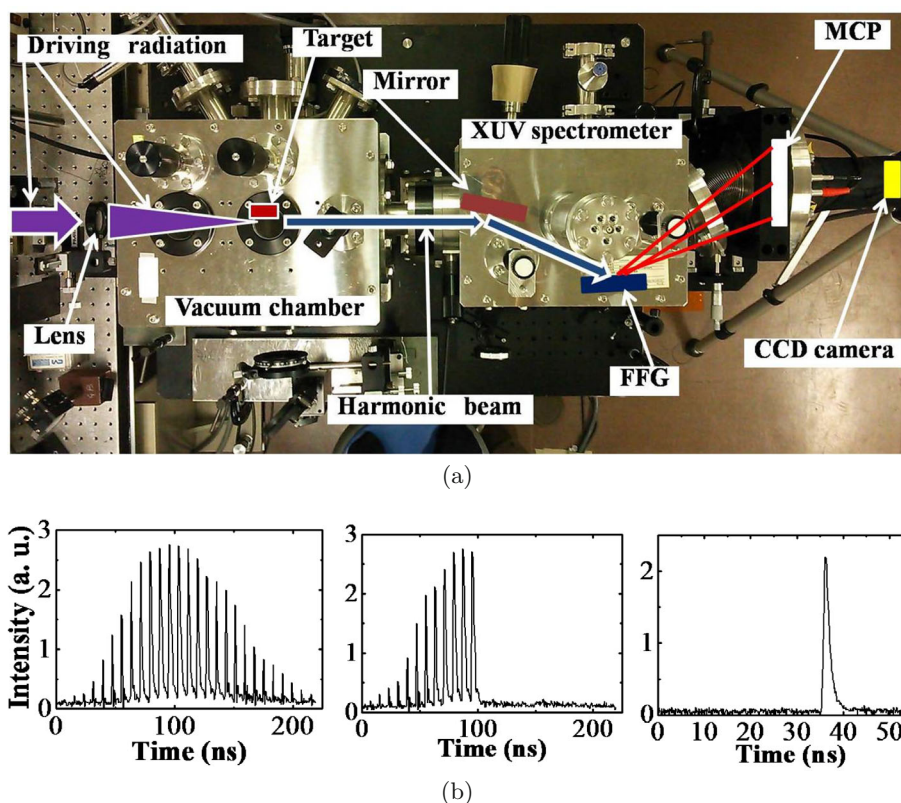 Driving radiation
Target
Mirror
MCP
XUV spectrometer
Vacuum chamber
Lens
Harmonic beam
FFG
CCD camera
(a)
Intensity (a. u.)
3
2
1
0
0 100 200
Time (ns)
3
2
1
0
0 100 200
Time (ns)
2
1
0
0 10 20 30 40 50
Time (ns)
(b)